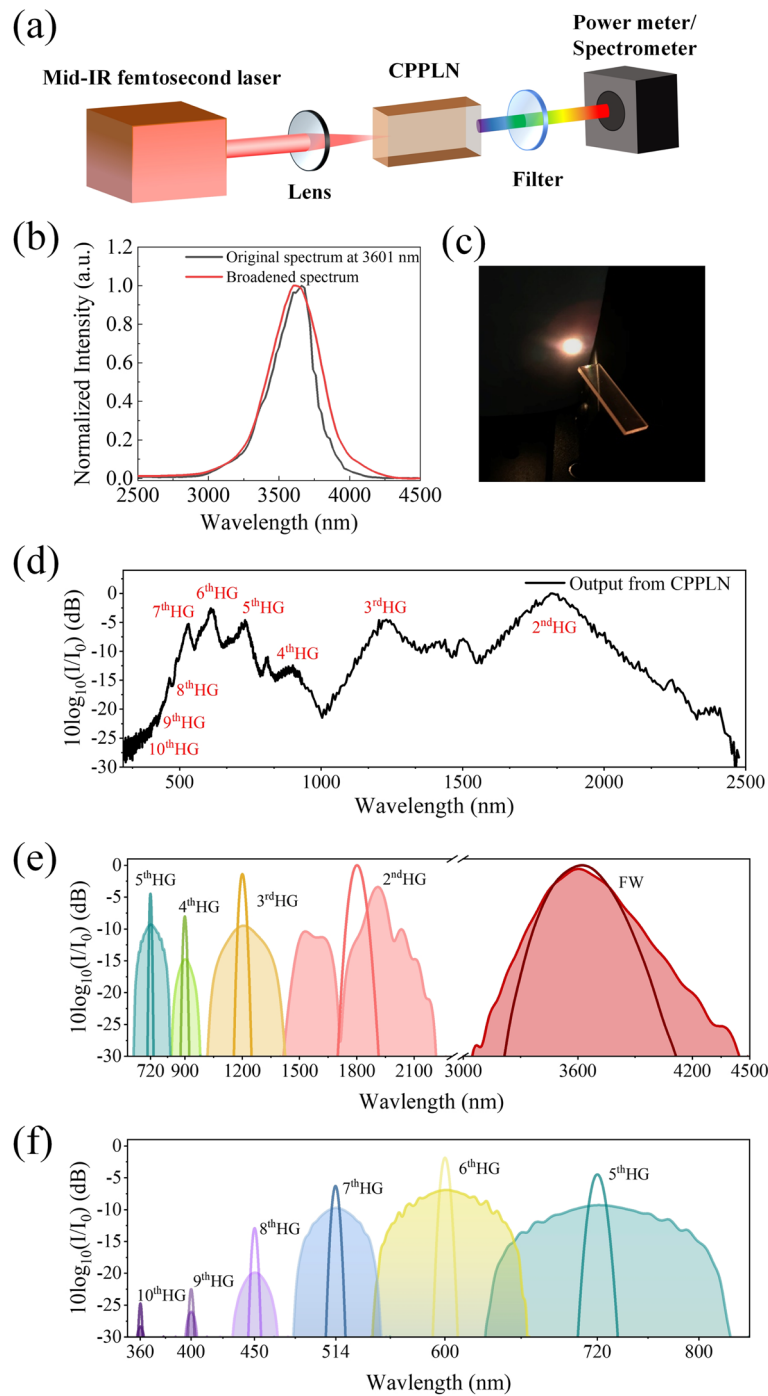 (a)
Power meter/
Spectrometer
Mid-IR femtosecond laser
CPPLN
Lens
Filter
(b)
Normalized Intensity (a.u.)
1.2
1.0
0.8
0.6
0.4
0.2
0.0
Original spectrum at 3601 nm
Broadened spectrum
2500 3000 3500 4000 4500
Wavelength (nm)
(c)
(d)
10log10(I/I0) (dB)
0
-5
-10
-15
-20
-25
-30
Output from CPPLN
7thHG
6thHG
5thHG
4thHG
3rdHG
2ndHG
8thHG
9thHG
10thHG
500 1000 1500 2000 2500
Wavelength (nm)
(e)
10log10(I/I0) (dB)
0
-5
-10
-15
-20
-25
-30
5thHG
4thHG
3rdHG
2ndHG
FW
720 900 1200 1500 1800 2100 3000 3600 4200 4500
Wavlength (nm)
(f)
10log10(I/I0) (dB)
0
-5
-10
-15
-20
-25
-30
10thHG
9thHG
8thHG
7thHG
6thHG
5thHG
360 400 450 514 600 720 800
Wavlength (nm)